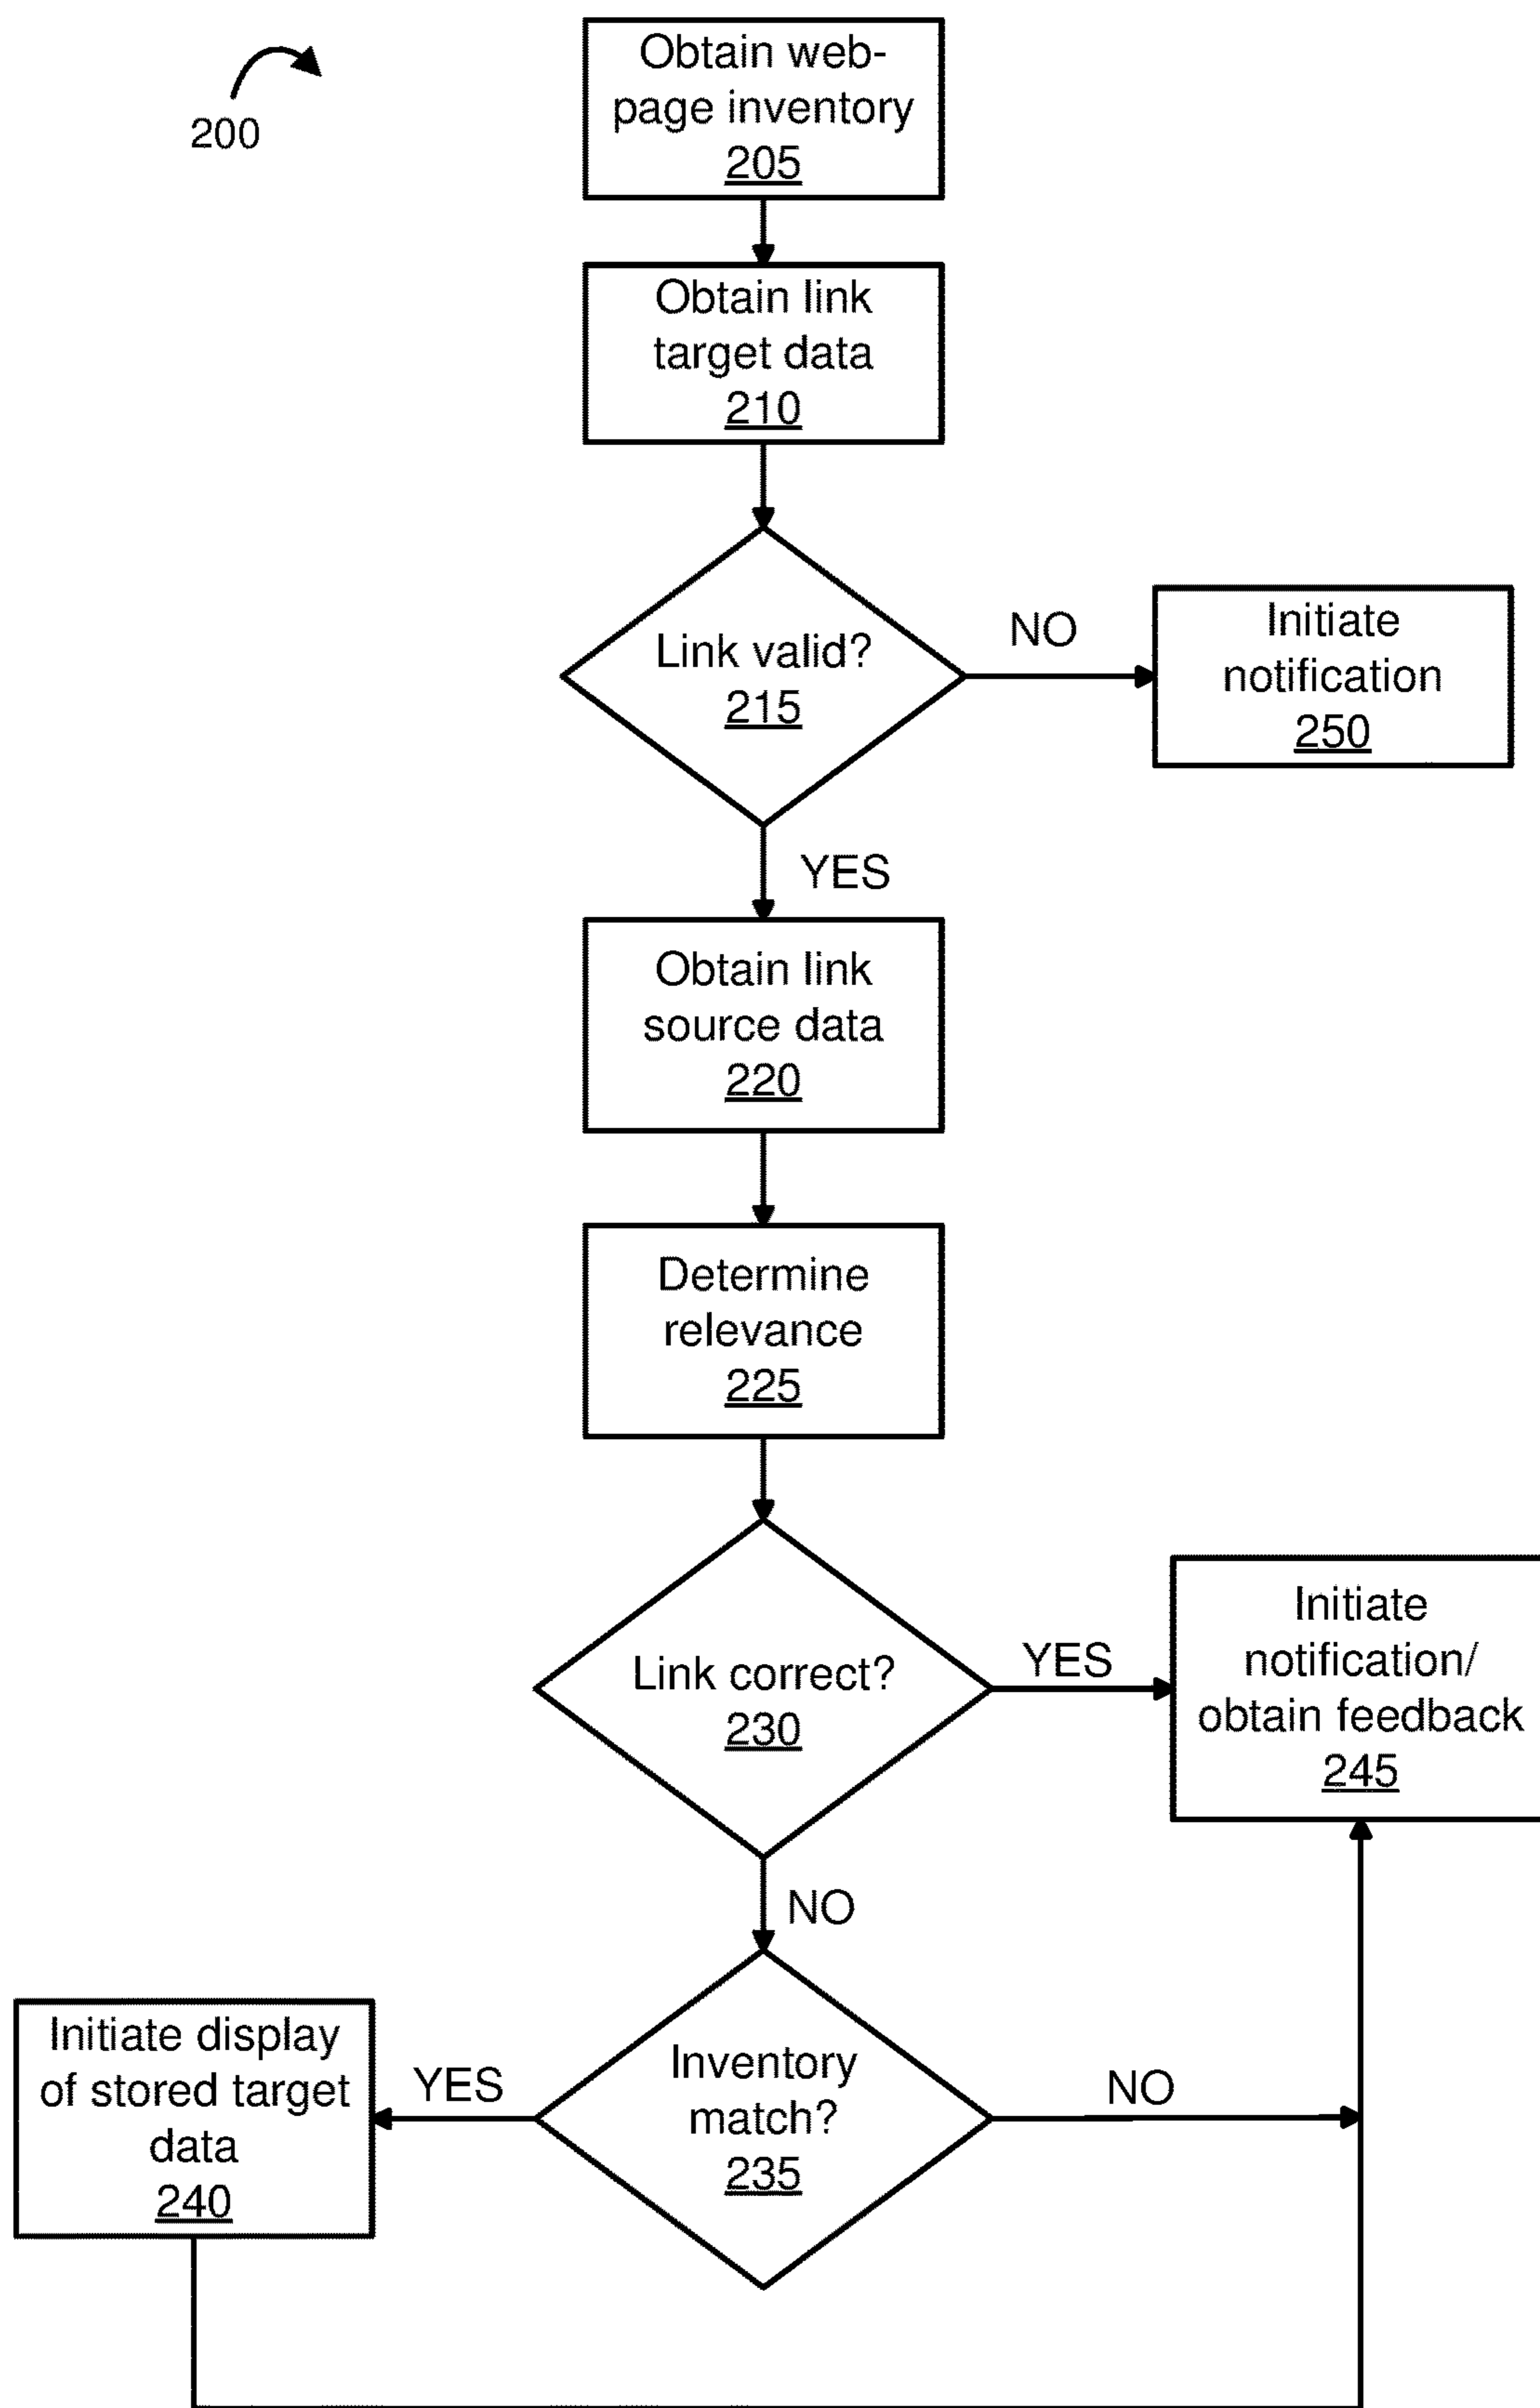 200
Obtain web-
page inventory
205
Obtain link
target data
210
Link valid?
215
NO
Initiate
notification
250
YES
Obtain link
source data
220
Determine
relevance
225
Link correct?
230
YES
Initiate
notification/
obtain feedback
245
NO
Inventory
match?
235
YES
Initiate display
of stored target
data
240
NO